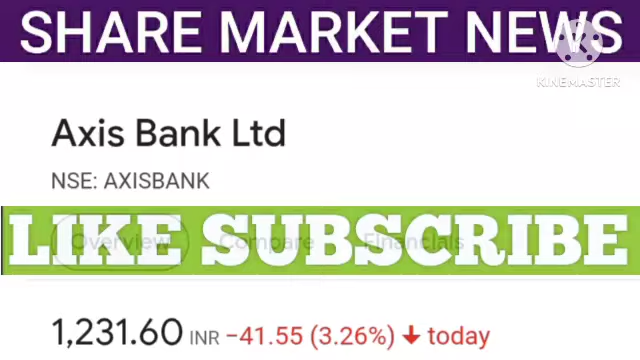 SHARE MARKET NEWS
KINEMASTER
Axis Bank Ltd
NSE: AXISBANK
LIKE SUBSCRIBE
Overview Compare Financials
1,231.60 INR −41.55 (3.26%) ↓ today